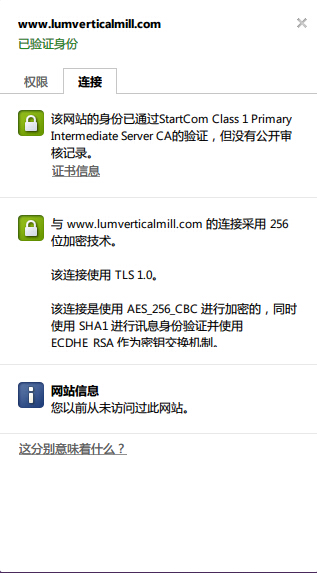 www.lumverticalmill.com
已验证身份
权限 连接
该网站的身份已通过StartCom Class 1 Primary
Intermediate Server CA的验证，但没有公开审
核记录。
证书信息
与 www.lumverticalmill.com 的连接采用 256
位加密技术。
该连接使用 TLS 1.0。
该连接是使用 AES_256_CBC 进行加密的，同时
使用 SHA1 进行讯息身份验证并使用
ECDHE_RSA 作为密钥交换机制。
网站信息
您以前从未访问过此网站。
这分别意味着什么？